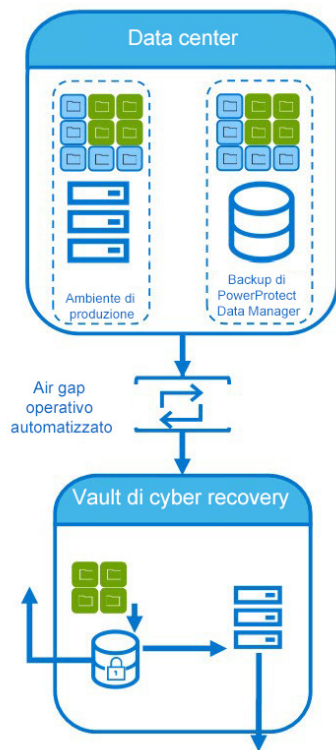 Data center
Ambiente di
produzione
Backup di
PowerProtect
Data Manager
Air gap
operativo
automatizzato
Vault di cyber recovery